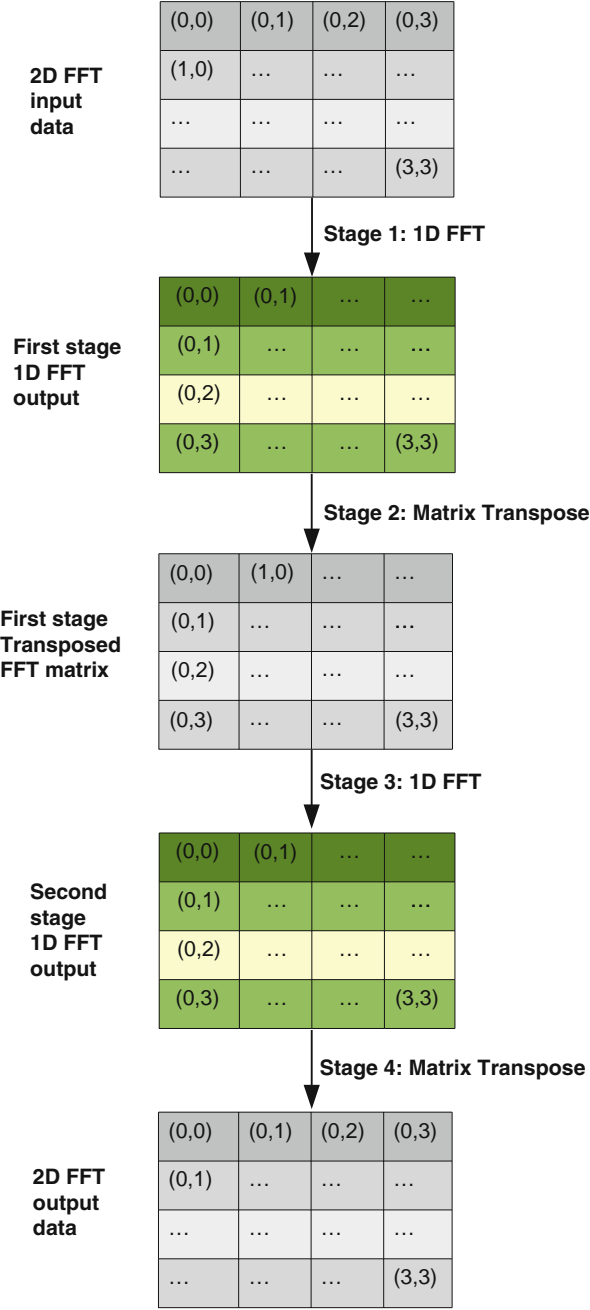 (0,0) (0,1) (0,2) (0,3)
(1,0) … … …
… … … …
… … … (3,3)
2D FFT
input
data
Stage 1: 1D FFT
(0,0) (0,1) … …
(0,1) … … …
(0,2) … … …
(0,3) … … (3,3)
First stage
1D FFT
output
Stage 2: Matrix Transpose
(0,0) (1,0) … …
(0,1) … … …
(0,2) … … …
(0,3) … … (3,3)
First stage
Transposed
FFT matrix
Stage 3: 1D FFT
(0,0) (0,1) … …
(0,1) … … …
(0,2) … … …
(0,3) … … (3,3)
Second
stage
1D FFT
output
Stage 4: Matrix Transpose
(0,0) (0,1) (0,2) (0,3)
(0,1) … … …
… … … …
… … … (3,3)
2D FFT
output
data